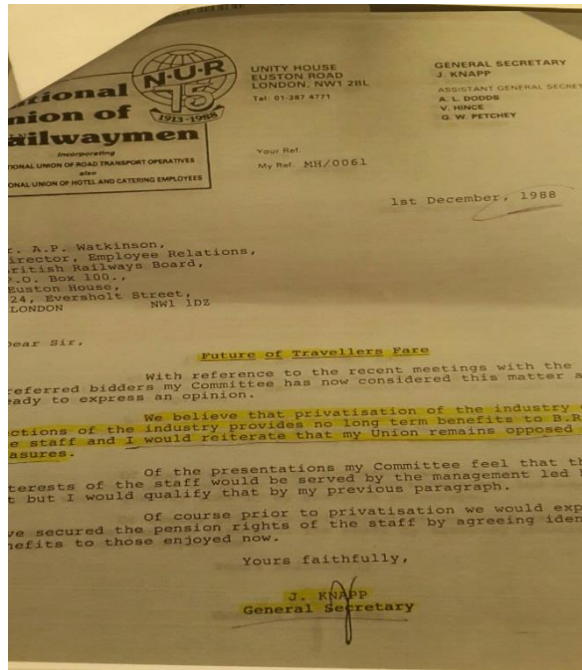 N·U·R
75
1913-1988
tional
nion of
ailwaymen
incorporating
TIONAL UNION OF ROAD TRANSPORT OPERATIVES
also
ONAL UNION OF HOTEL AND CATERING EMPLOYEES
UNITY HOUSE
EUSTON ROAD
LONDON, NW1 2BL
Tel: 01-387 4771
GENERAL SECRETARY
J. KNAPP
ASSISTANT GENERAL SECRE
A. L. DODDS
V. HINCE
G. W. PETCHEY
Your Ref.
My Ref. MH/0061
1st December, 1988
r. A.P. Watkinson,
irector, Employee Relations,
ritish Railways Board,
.O. Box 100.,
Euston House,
24, Eversholt Street,
LONDON NW1 1DZ
Dear Sir,
Future of Travellers Fare
With reference to the recent meetings with the
referred bidders my Committee has now considered this matter a
eady to express an opinion.
We believe that privatisation of the industry
ctions of the industry provides no long term benefits to B.R
e staff and I would reiterate that my Union remains opposed
asures.
Of the presentations my Committee feel that th
terests of the staff would be served by the management led
t but I would qualify that by my previous paragraph.
Of course prior to privatisation we would exp
ve secured the pension rights of the staff by agreeing iden
nefits to those enjoyed now.
Yours faithfully,
J. KNAPP
General Secretary